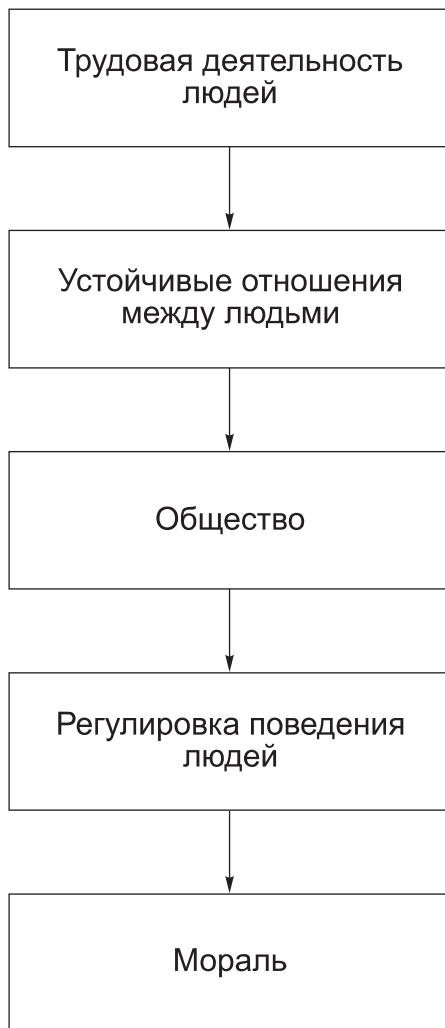 Трудовая деятельность
людей
Устойчивые отношения
между людьми
Общество
Регулировка поведения
людей
Мораль